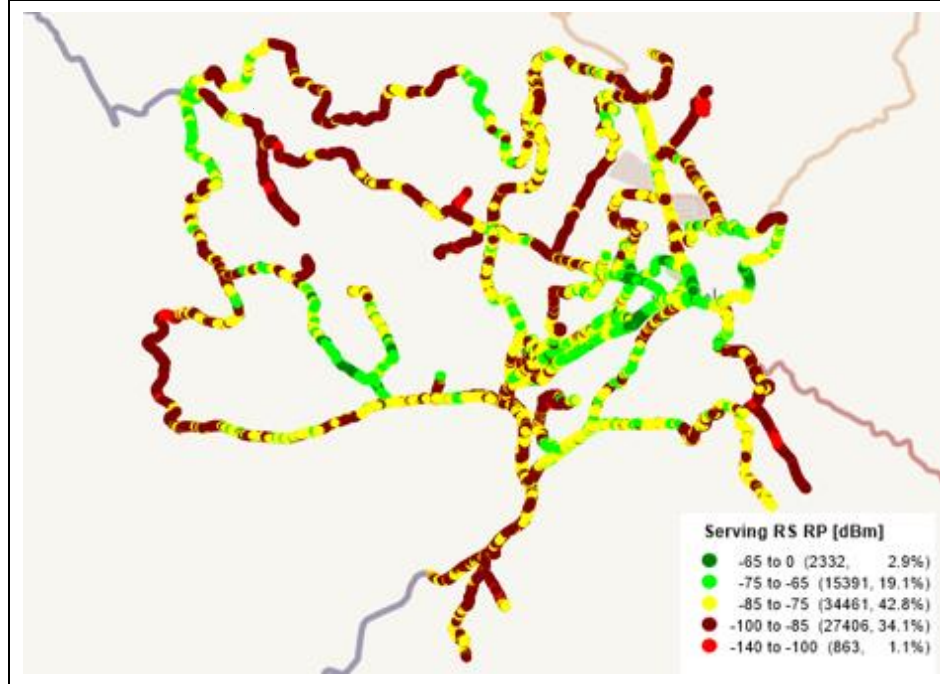 Serving RS RP [dBm]
-65 to 0 (2332, 2.9%)
-75 to -65 (15391, 19.1%)
-85 to -75 (34461, 42.8%)
-100 to -85 (27406, 34.1%)
-140 to -100 (863, 1.1%)